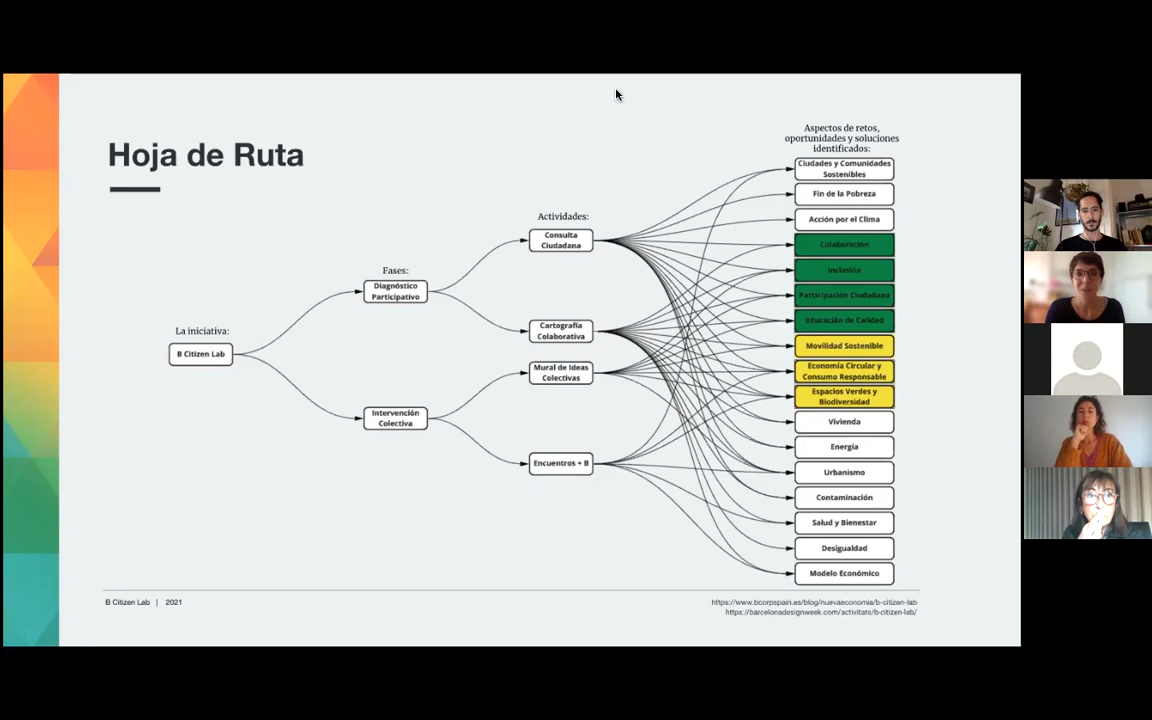 Hoja de Ruta
La iniciativa:
B Citizen Lab
Fases:
Diagnóstico
Participativo
Intervención
Colectiva
Actividades:
Consulta
Ciudadana
Cartografía
Colaborativa
Mural de Ideas
Colectivas
Encuentros + B
Aspectos de retos,
oportunidades y soluciones
identificados:
Ciudades y Comunidades
Sostenibles
Fin de la Pobreza
Acción por el Clima
Colaboración
Inclusión
Participación Ciudadana
Educación de Calidad
Movilidad Sostenible
Economía Circular y
Consumo Responsable
Espacios Verdes y
Biodiversidad
Vivienda
Energía
Urbanismo
Contaminación
Salud y Bienestar
Desigualdad
Modelo Económico
B Citizen Lab | 2021
https://www.bcorpspain.es/blog/nuevaeconomia/b-citizen-lab
https://barcelonadesignweek.com/activitats/b-citizen-lab/